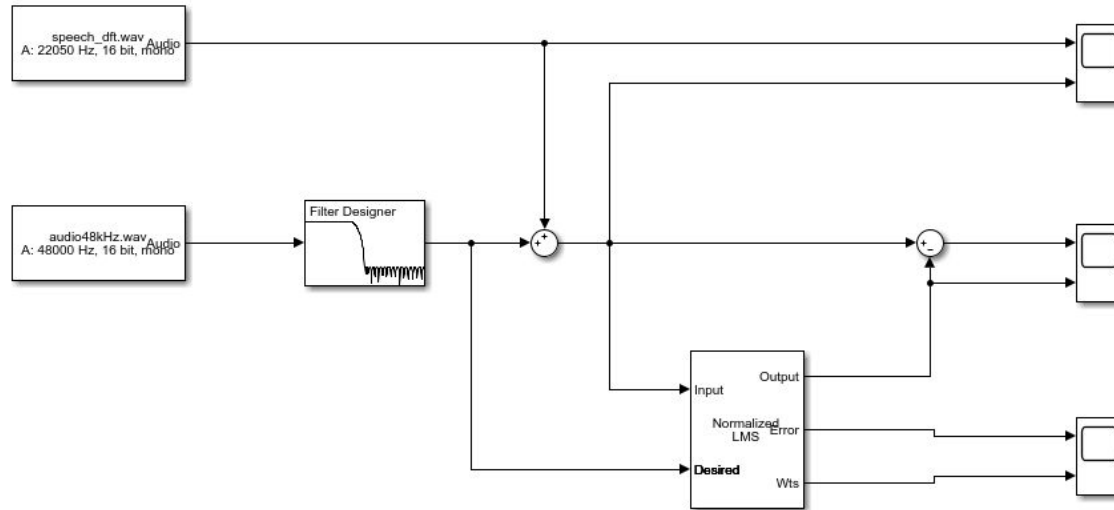 speech_dft.wav
Audio
A: 22050 Hz, 16 bit, mono
audio48kHz.wav
Audio
A: 48000 Hz, 16 bit, mono
Filter Designer
+
+
+
−
Input
Output
Normalized
LMS
Error
Desired
Wts